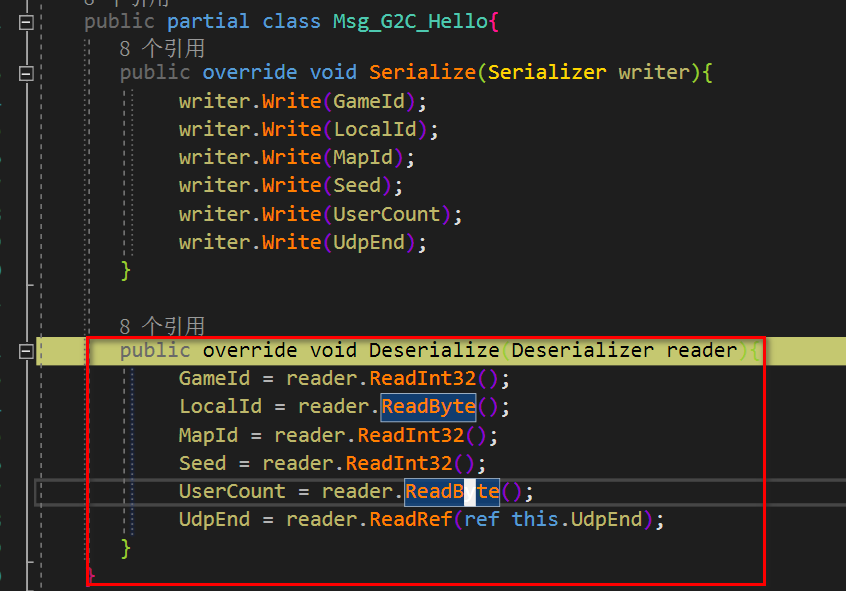 8 个引用
public partial class Msg_G2C_Hello{
8 个引用
public override void Serialize(Serializer writer){
writer.Write(GameId);
writer.Write(LocalId);
writer.Write(MapId);
writer.Write(Seed);
writer.Write(UserCount);
writer.Write(UdpEnd);
}
8 个引用
public override void Deserialize(Deserializer reader){
GameId = reader.ReadInt32();
LocalId = reader.ReadByte();
MapId = reader.ReadInt32();
Seed = reader.ReadInt32();
UserCount = reader.ReadByte();
UdpEnd = reader.ReadRef(ref this.UdpEnd);
}
}